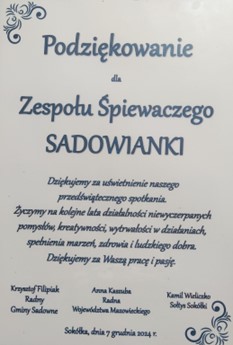 Podziękowanie
dla
Zespołu Śpiewaczego
SADOWIANKI
Dziękujemy za uświetnienie naszego
przedświątecznego spotkania.
Życzymy na kolejne lata działalności niewyczerpanych
pomysłów, kreatywności, wytrwałości w działaniach,
spełnienia marzeń, zdrowia i ludzkiego dobra.
Dziękujemy za Waszą pracę i pasję.
Krzysztof Filipiak
Radny
Gminy Sadowne
Anna Kaszuba
Radna
Województwa Mazowieckiego
Kamil Wieliczko
Sołtys Sokółki
Sokółka, dnia 7 grudnia 2024 r.